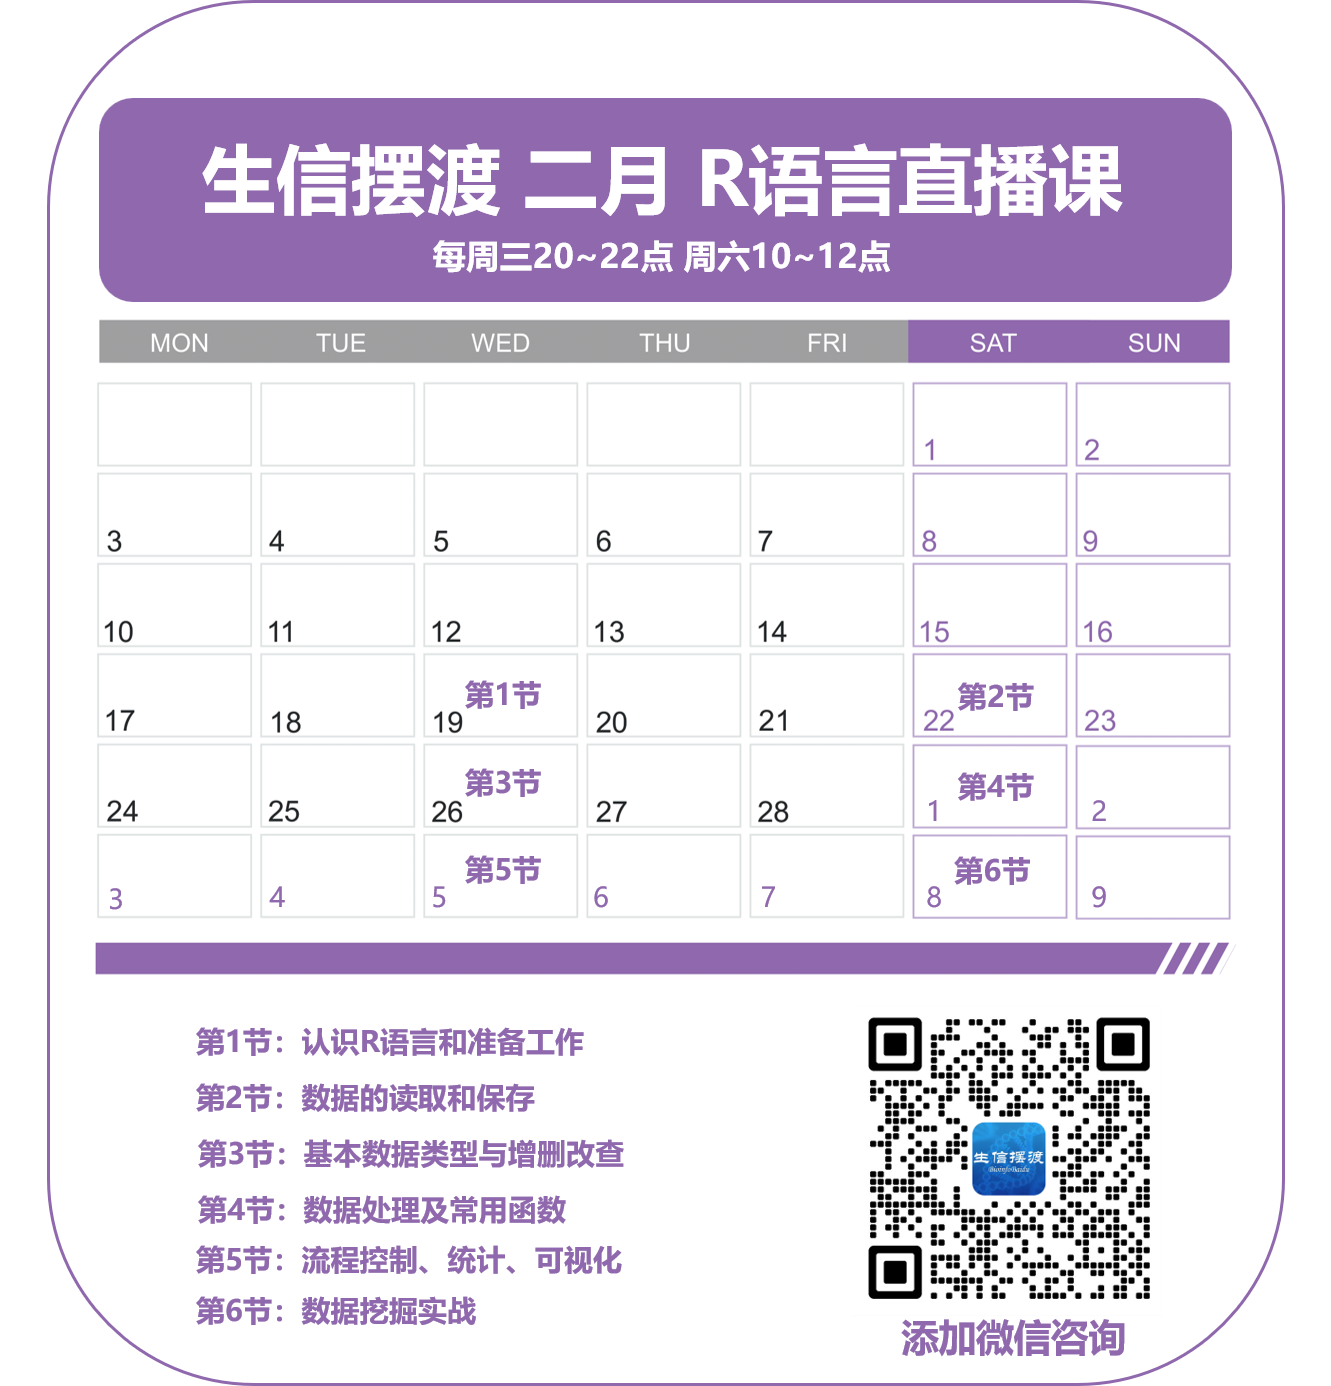 生信摆渡 二月 R语言直播课
每周三20~22点 周六10~12点
MON TUE WED THU FRI SAT SUN
1 2
3 4 5 6 7 8 9
10 11 12 13 14 15 16
第1节 第2节
17 18 19 20 21 22 23
第3节 第4节
24 25 26 27 28 1 2
第5节 第6节
3 4 5 6 7 8 9
第1节：认识R语言和准备工作
第2节：数据的读取和保存
第3节：基本数据类型与增删改查
第4节：数据处理及常用函数
第5节：流程控制、统计、可视化
第6节：数据挖掘实战
生信摆渡
BioinfoBaidu
添加微信咨询